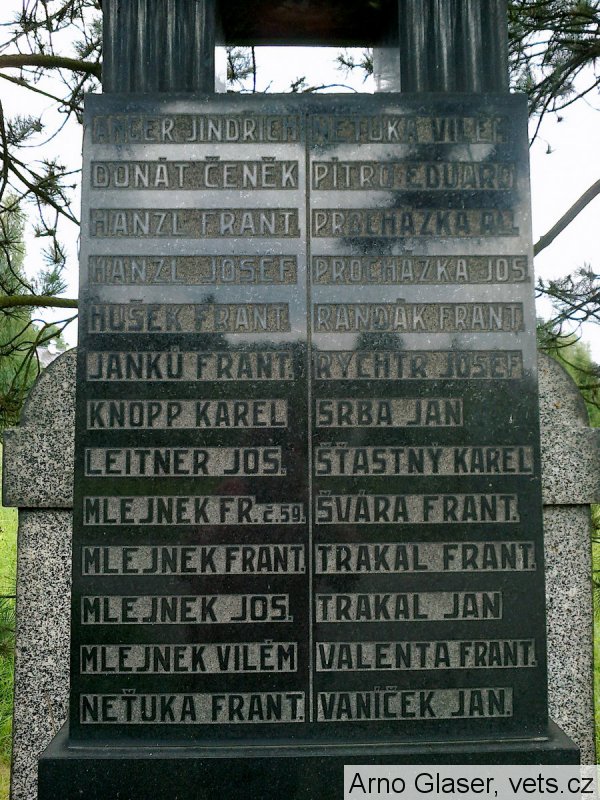 ANGER JINDŘICH
DONÁT ČENĚK
HANZL FRANT.
HANZL JOSEF
HUŠEK FRANT.
JANKŮ FRANT.
KNOPP KAREL
LEITNER JOS.
MLEJNEK FR. č.59.
MLEJNEK FRANT.
MLEJNEK JOS.
MLEJNEK VILÉM
NEŤUKA FRANT.
NEŤUKA VILÉM
PÍTRO EDUARD
PROCHÁZKA AL.
PROCHÁZKA JOS.
RANDÁK FRANT.
RYCHTR JOSEF
SRBA JAN
ŠŤASTNÝ KAREL
ŠVÁRA FRANT.
TRAKAL FRANT.
TRAKAL JAN
VALENTA FRANT.
VANÍČEK JAN.
Arno Glaser, vets.cz